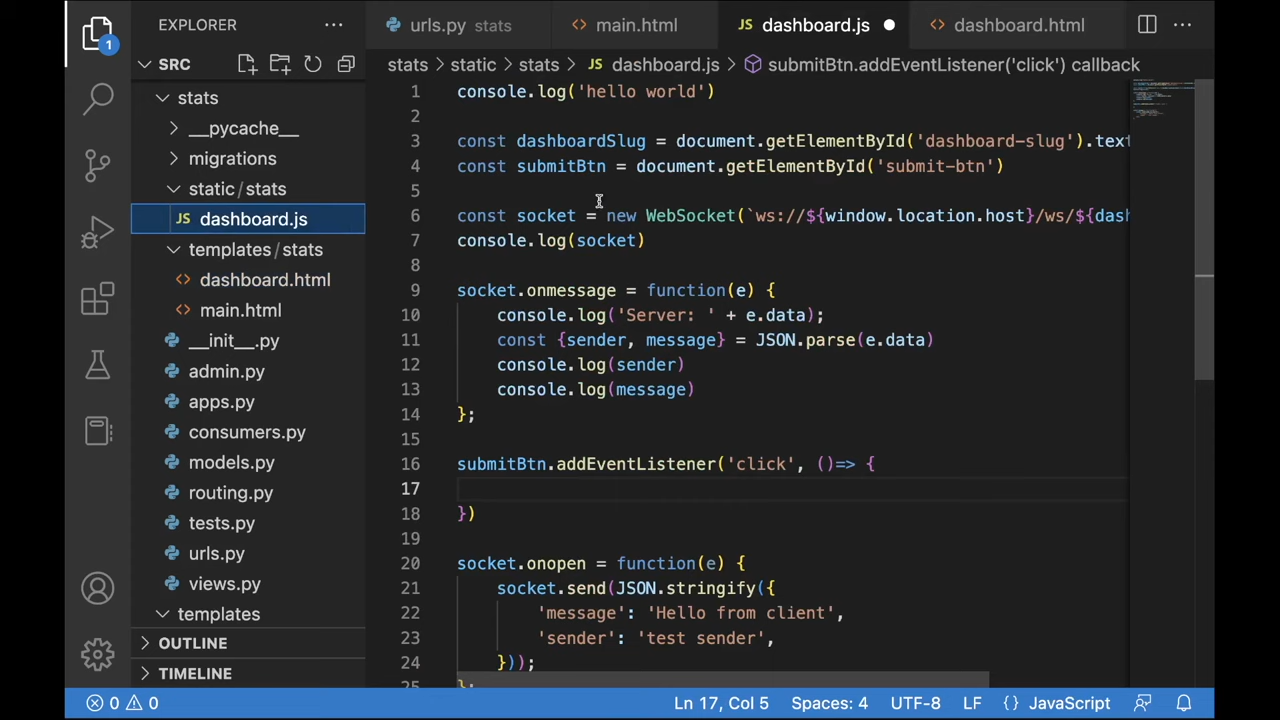 EXPLORER
SRC
stats
__pycache__
migrations
static/stats
JS dashboard.js
templates/stats
dashboard.html
main.html
__init__.py
admin.py
apps.py
consumers.py
models.py
routing.py
tests.py
urls.py
views.py
templates
OUTLINE
TIMELINE
1
urls.py stats
main.html
JS dashboard.js
dashboard.html
stats > static > stats > JS dashboard.js > submitBtn.addEventListener('click') callback
1 console.log('hello world')
2
3 const dashboardSlug = document.getElementById('dashboard-slug').text
4 const submitBtn = document.getElementById('submit-btn')
5
6 const socket = new WebSocket(`ws://${window.location.host}/ws/${dash
7 console.log(socket)
8
9 socket.onmessage = function(e) {
10 console.log('Server: ' + e.data);
11 const {sender, message} = JSON.parse(e.data)
12 console.log(sender)
13 console.log(message)
14 };
15
16 submitBtn.addEventListener('click', ()=> {
17
18 })
19
20 socket.onopen = function(e) {
21 socket.send(JSON.stringify({
22 'message': 'Hello from client',
23 'sender': 'test sender',
24 }));
25 };
0 0
Ln 17, Col 5
Spaces: 4
UTF-8
LF
{} JavaScript